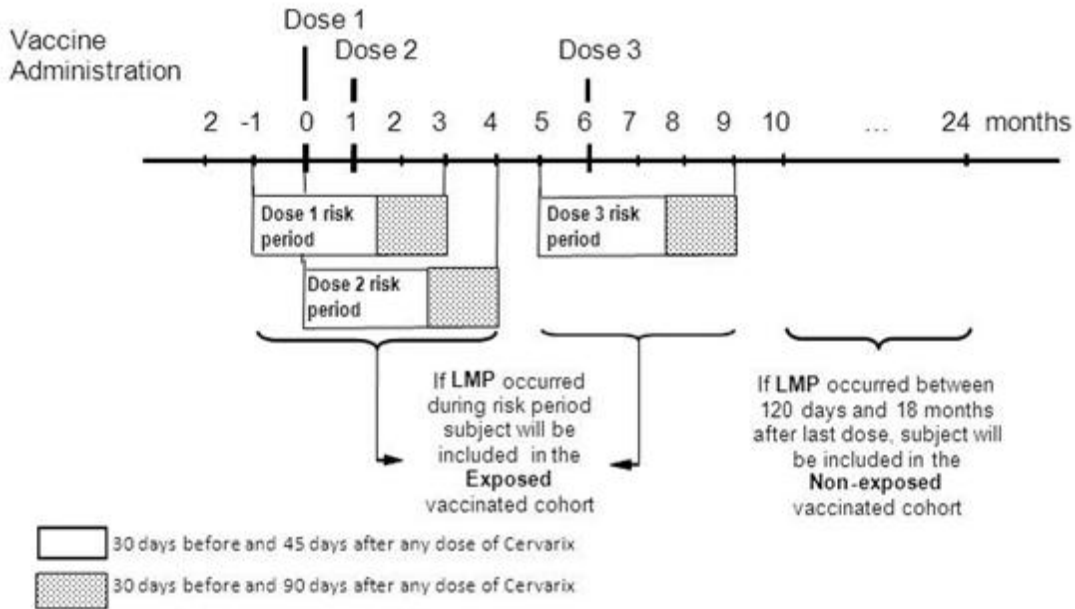 Dose 1
Vaccine
Administration
Dose 2
Dose 3
2 -1 0 1 2 3 4 5 6 7 8 9 10 ... 24 months
Dose 1 risk
period
Dose 3 risk
period
Dose 2 risk
period
If LMP occurred
during risk period
subject will be
included in the
Exposed
vaccinated cohort
If LMP occurred between
120 days and 18 months
after last dose, subject will
be included in the
Non-exposed
vaccinated cohort
30 days before and 45 days after any dose of Cervarix
30 days before and 90 days after any dose of Cervarix